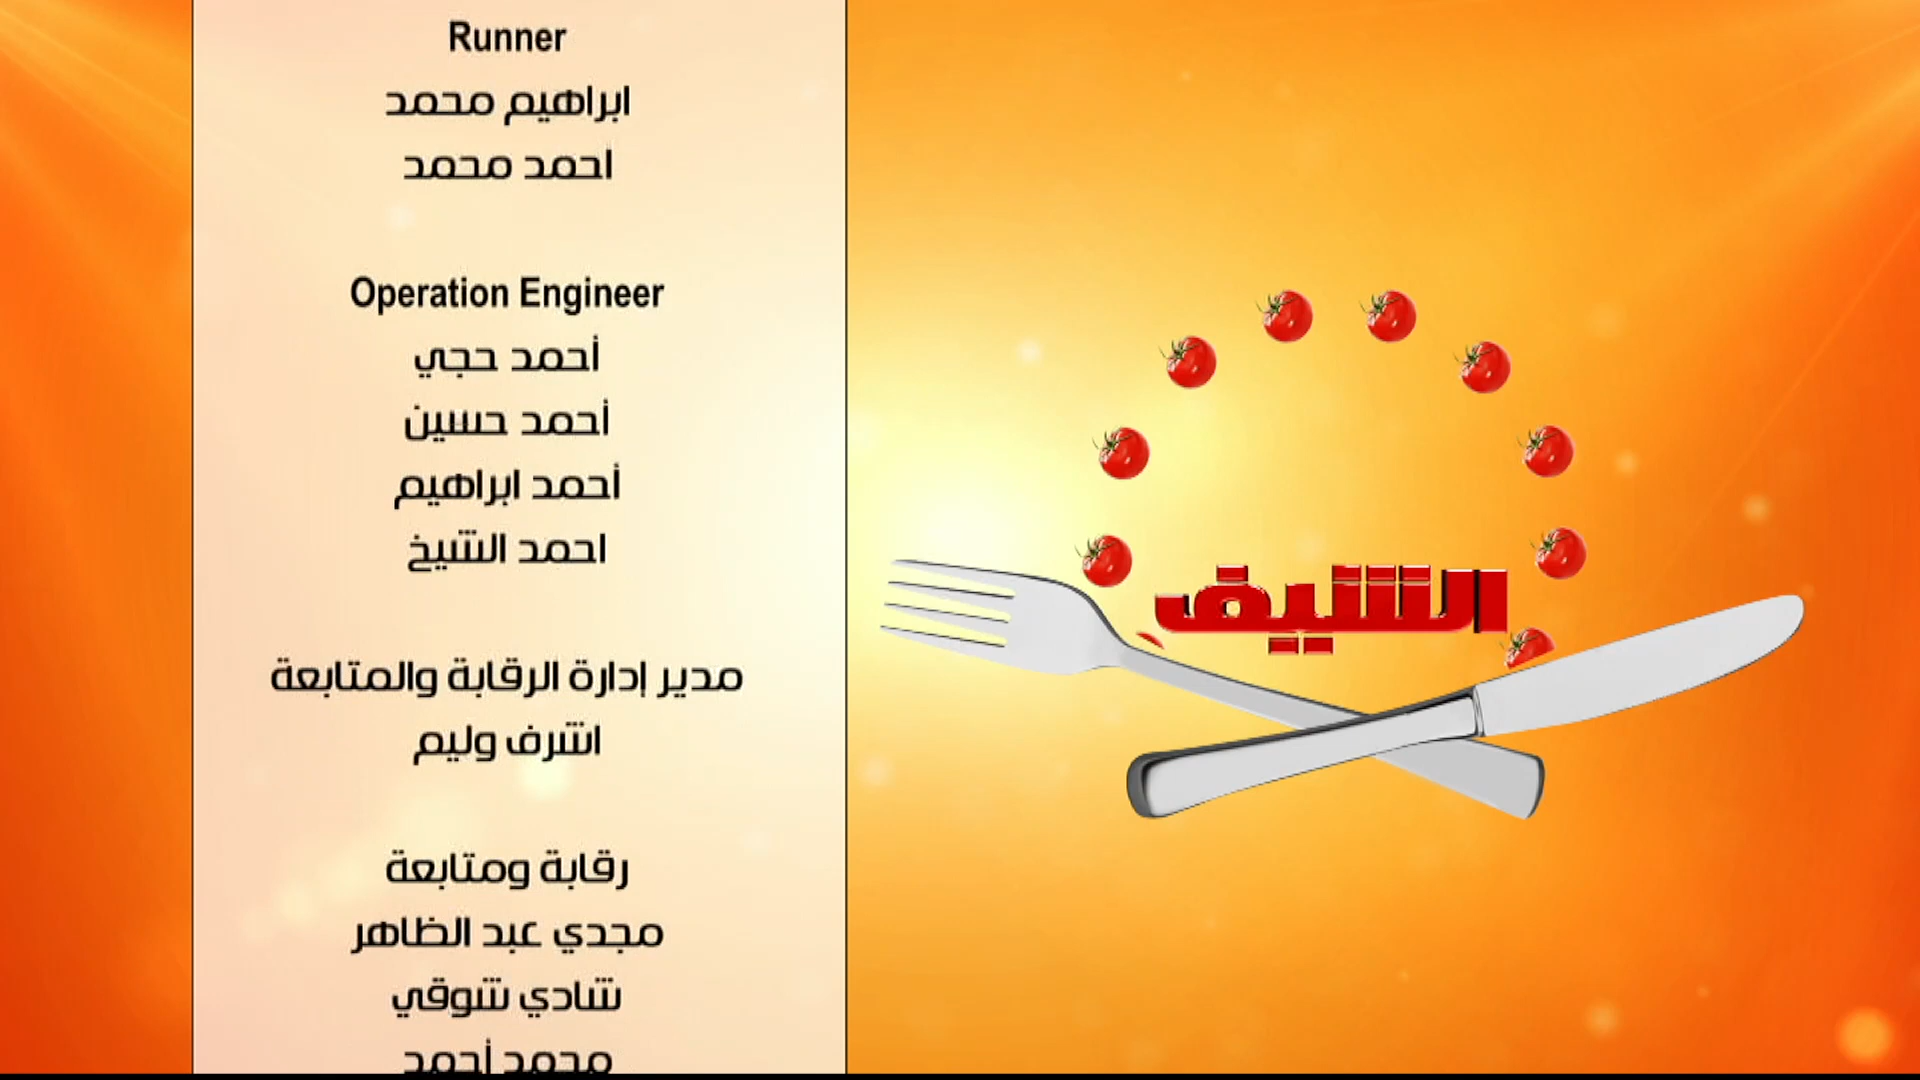 Runner
ابراهيم محمد
احمد محمد
Operation Engineer
أحمد حجي
أحمد حسين
أحمد ابراهيم
احمد الشيخ
مدير إدارة الرقابة والمتابعة
اشرف وليم
رقابة ومتابعة
مجدي عبد الظاهر
شادي شوقي
محمد أحمد
الشيف